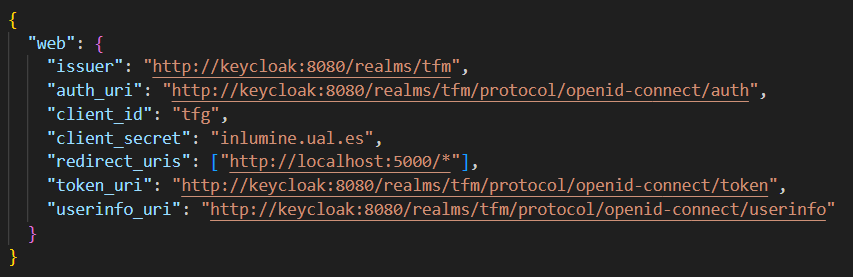 {
"web": {
"issuer": "http://keycloak:8080/realms/tfm",
"auth_uri": "http://keycloak:8080/realms/tfm/protocol/openid-connect/auth",
"client_id": "tfg",
"client_secret": "inlumine.ual.es",
"redirect_uris": ["http://localhost:5000/*"],
"token_uri": "http://keycloak:8080/realms/tfm/protocol/openid-connect/token",
"userinfo_uri": "http://keycloak:8080/realms/tfm/protocol/openid-connect/userinfo"
}
}